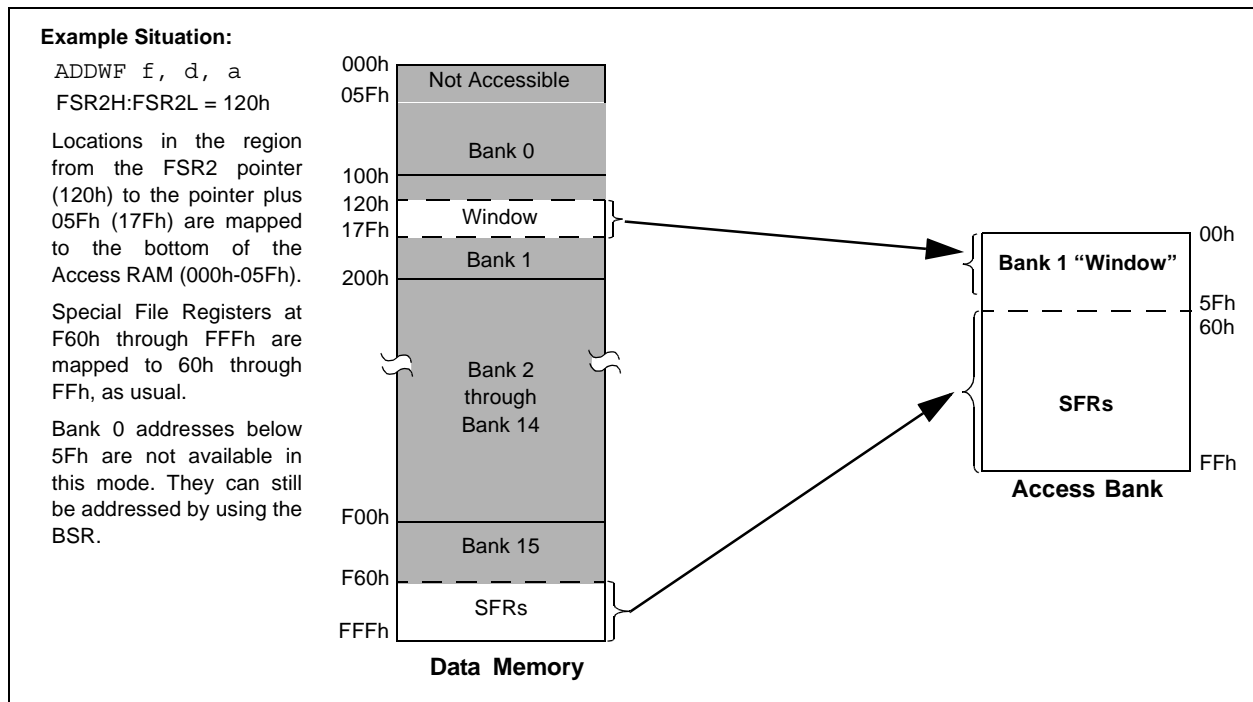 Example Situation:
ADDWF f, d, a
FSR2H:FSR2L = 120h
Locations in the region
from the FSR2 pointer
(120h) to the pointer plus
05Fh (17Fh) are mapped
to the bottom of the
Access RAM (000h-05Fh).
Special File Registers at
F60h through FFFh are
mapped to 60h through
FFh, as usual.
Bank 0 addresses below
5Fh are not available in
this mode. They can still
be addressed by using the
BSR.
000h
Not Accessible
05Fh
Bank 0
100h
120h
Window
17Fh
Bank 1
200h
Bank 2
through
Bank 14
F00h
Bank 15
F60h
SFRs
FFFh
Data Memory
00h
Bank 1 “Window”
5Fh
60h
SFRs
FFh
Access Bank